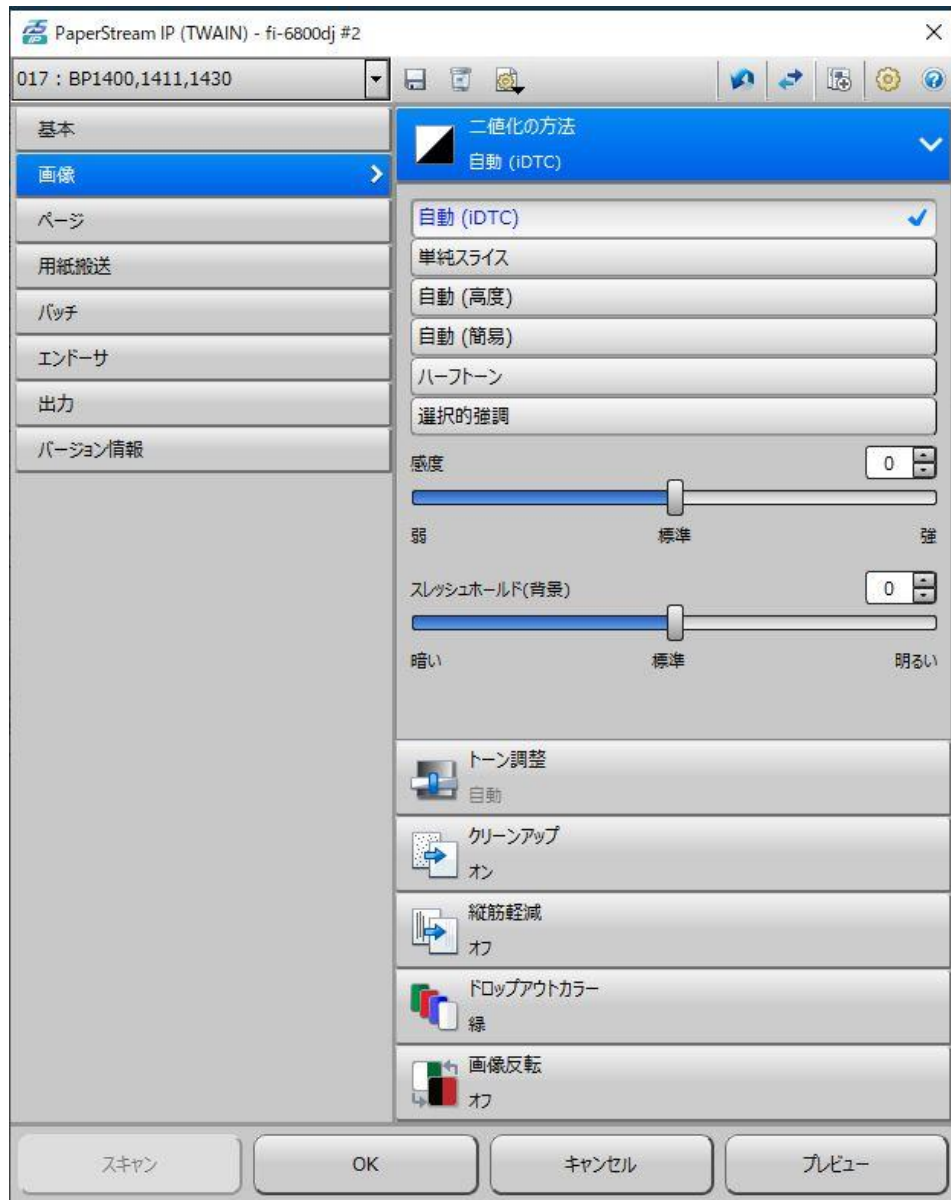 PaperStream IP (TWAIN) - fi-6800dj #2
017 : BP1400,1411,1430
基本
画像
ページ
用紙搬送
バッチ
エンドーサ
出力
バージョン情報
二値化の方法
自動 (iDTC)
自動 (iDTC)
単純スライス
自動 (高度)
自動 (簡易)
ハーフトーン
選択的強調
感度
0
弱 標準 強
スレッシュホールド(背景)
0
暗い 標準 明るい
トーン調整
自動
クリーンアップ
オン
縦筋軽減
オフ
ドロップアウトカラー
緑
画像反転
オフ
スキャン OK キャンセル プレビュー